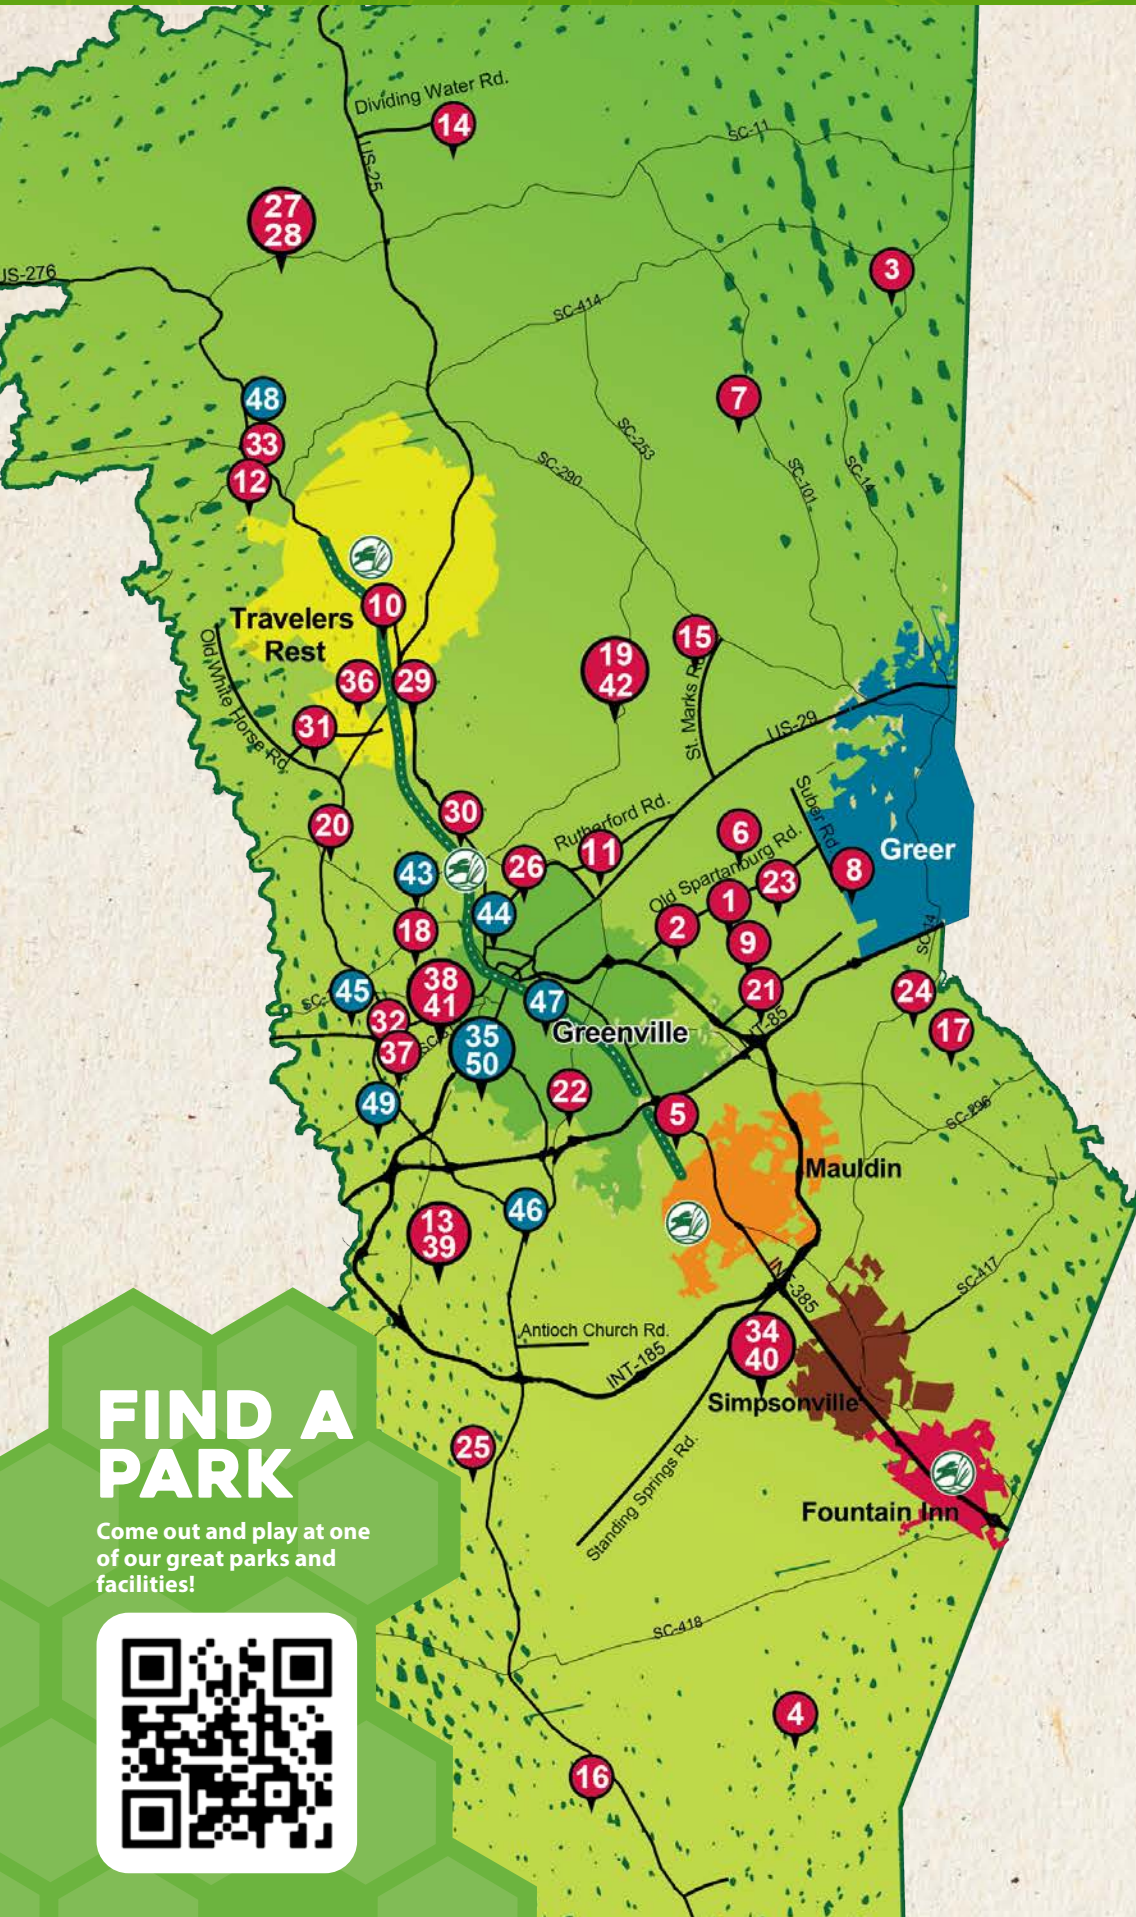 Dividing Water Rd.
14
SC-11
US-25
27
28
3
US-276
SC-414
48
7
33
SC-253
SC-290
12
SC-101
SC-14
10
Travelers
Rest
15
19
42
Old White Horse Rd.
36
29
St. Marks Rd.
31
US-29
Suber Rd.
20
30
Rutherford Rd.
6
11
Old Spartanburg Rd.
Greer
26
8
43
23
1
44
2
18
9
SC-14
38
41
45
21
24
47
32
Greenville
INT-85
17
35
50
37
22
49
5
SC-296
Mauldin
46
13
39
INT-385
SC-417
Antioch Church Rd.
34
40
INT-185
Simpsonville
25
Standing Springs Rd.
Fountain Inn
SC-418
4
16
FIND A
PARK
Come out and play at one
of our great parks and
facilities!